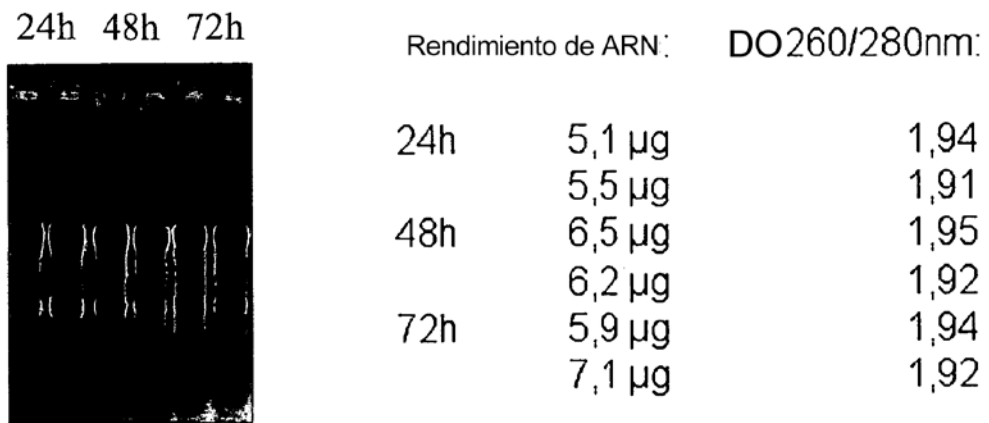 24h 48h 72h
Rendimiento de ARN: DO260/280nm:
24h 5,1 µg 1,94
5,5 µg 1,91
48h 6,5 µg 1,95
6,2 µg 1,92
72h 5,9 µg 1,94
7,1 µg 1,92